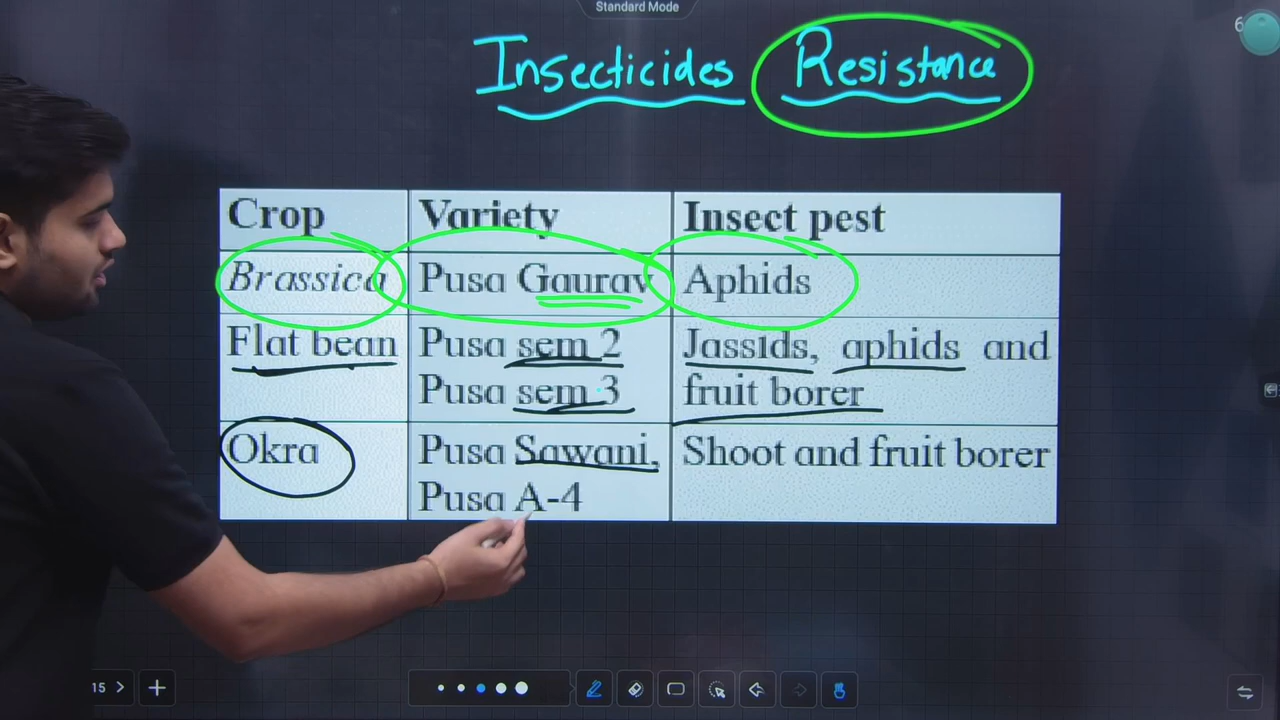 Standard Mode
6
Insecticides Resistance
Crop Variety Insect pest
Brassica Pusa Gaurav Aphids
Flat bean Pusa sem 2 Jassids, aphids and
Pusa sem 3 fruit borer
Okra Pusa Sawani, Shoot and fruit borer
Pusa A-4
15